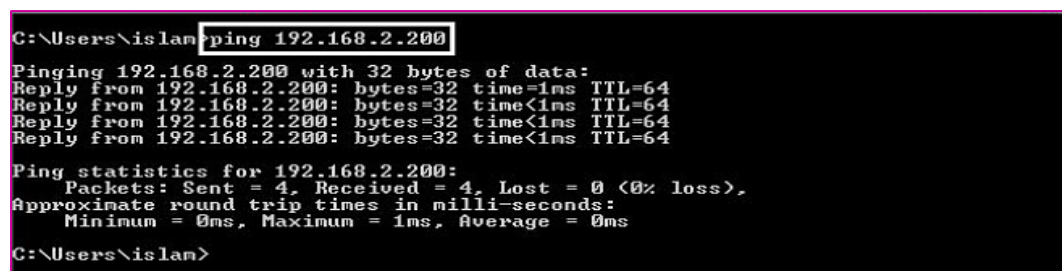 C:\Users\islam>ping 192.168.2.200
Pinging 192.168.2.200 with 32 bytes of data:
Reply from 192.168.2.200: bytes=32 time=1ms TTL=64
Reply from 192.168.2.200: bytes=32 time<1ms TTL=64
Reply from 192.168.2.200: bytes=32 time<1ms TTL=64
Reply from 192.168.2.200: bytes=32 time<1ms TTL=64
Ping statistics for 192.168.2.200:
Packets: Sent = 4, Received = 4, Lost = 0 (0% loss),
Approximate round trip times in milli-seconds:
Minimum = 0ms, Maximum = 1ms, Average = 0ms
C:\Users\islam>